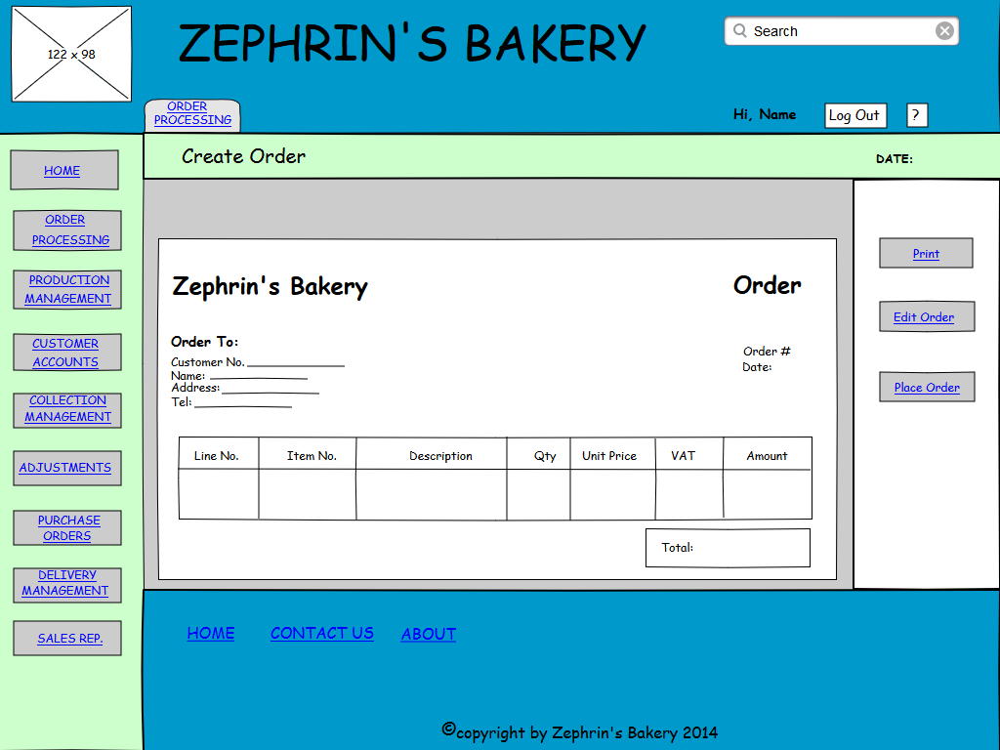 122 x 98
ZEPHRIN'S BAKERY
Search
ORDER
PROCESSING
Hi, Name
Log Out
?
Create Order
DATE:
HOME
ORDER
PROCESSING
PRODUCTION
MANAGEMENT
CUSTOMER
ACCOUNTS
COLLECTION
MANAGEMENT
ADJUSTMENTS
PURCHASE
ORDERS
DELIVERY
MANAGEMENT
SALES REP.
Zephrin's Bakery
Order
Order To:
Customer No.
Name:
Address:
Tel:
Order #
Date:
Line No. Item No. Description Qty Unit Price VAT Amount
Total:
Print
Edit Order
Place Order
HOME CONTACT US ABOUT
©copyright by Zephrin's Bakery 2014